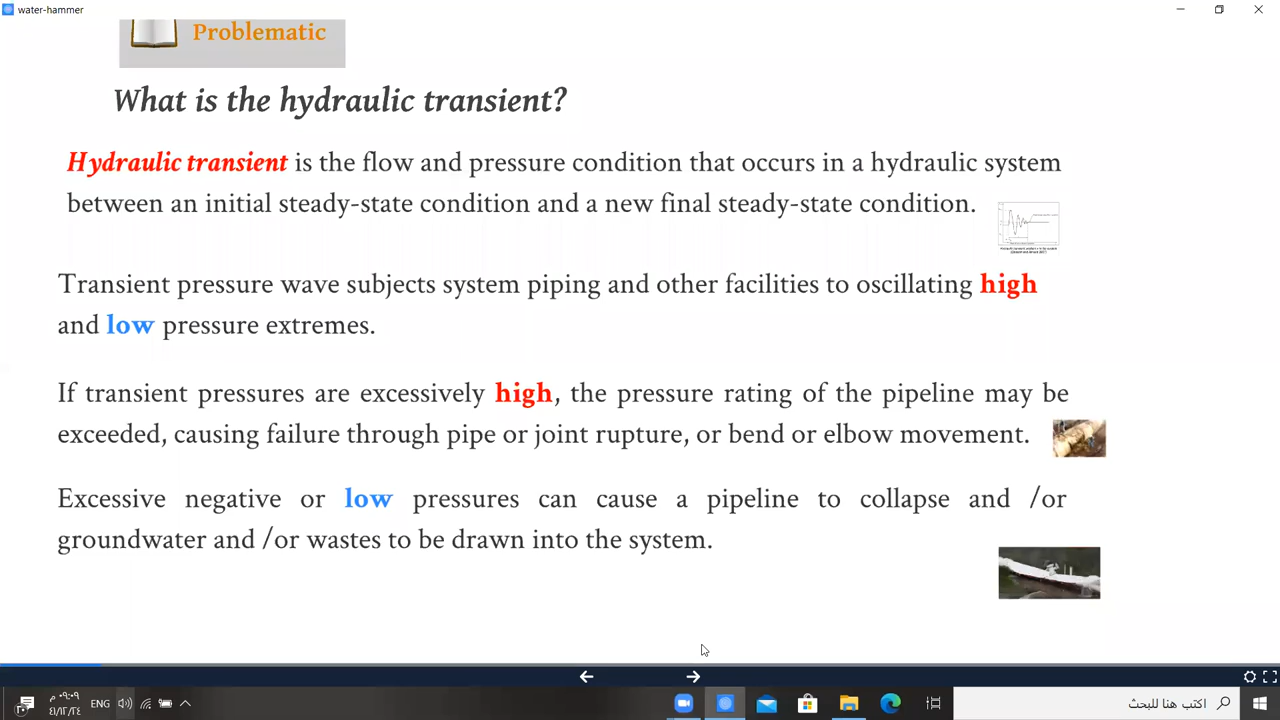 water-hammer
Problematic
What is the hydraulic transient?
Hydraulic transient is the flow and pressure condition that occurs in a hydraulic system
between an initial steady-state condition and a new final steady-state condition.
Transient pressure wave subjects system piping and other facilities to oscillating high
and low pressure extremes.
If transient pressures are excessively high, the pressure rating of the pipeline may be
exceeded, causing failure through pipe or joint rupture, or bend or elbow movement.
Excessive negative or low pressures can cause a pipeline to collapse and /or
groundwater and /or wastes to be drawn into the system.
ENG
٠٩:٠٩ م
اكتب هنا للبحث